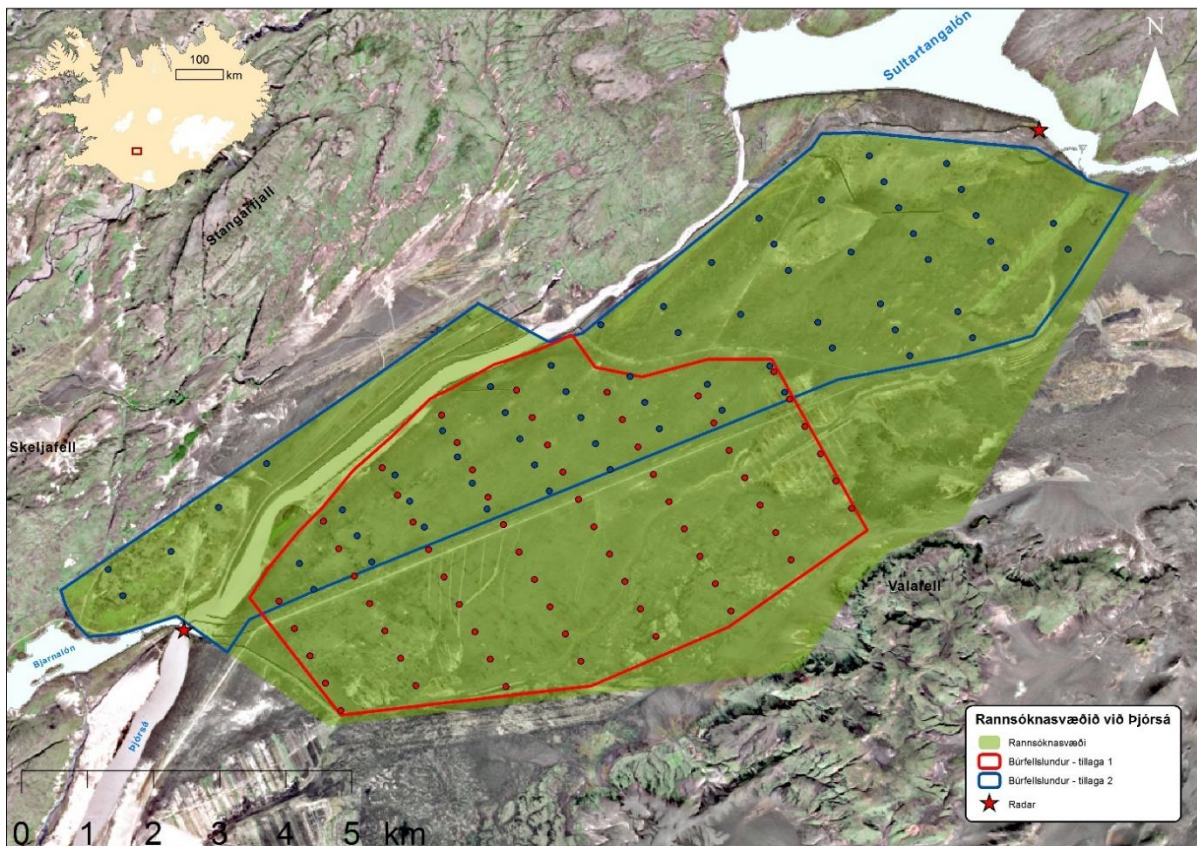 100
km
Sultartangalón
N
Stangarfjall
Skeljafell
Valafell
Bjarnalón
Þjórsá
Rannsóknasvæðið við Þjórsá
Rannsóknasvæði
Búrfellslundur - tillaga 1
Búrfellslundur - tillaga 2
Radar
0 1 2 3 4 5 km